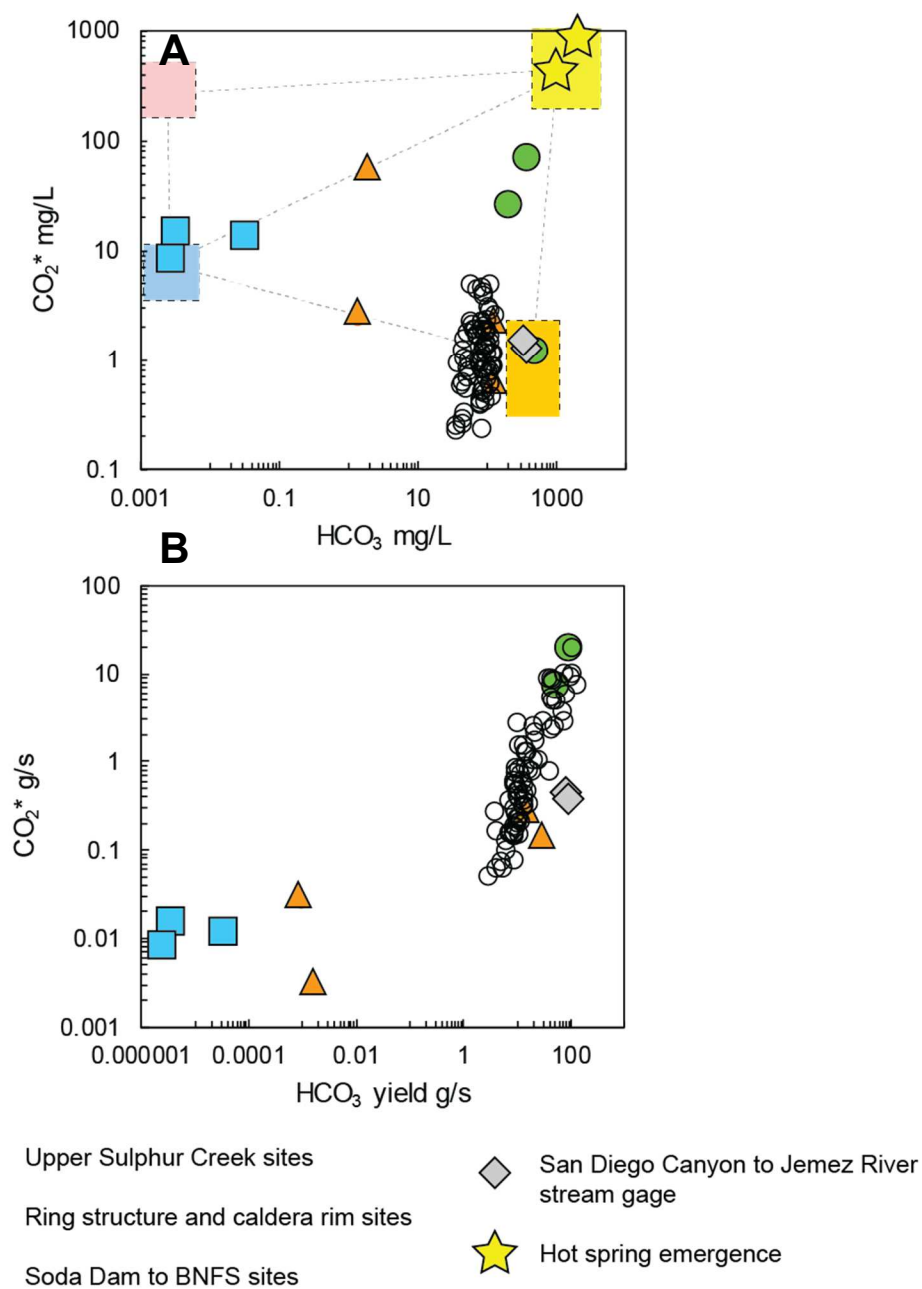 A
1000
100
10
1
0.1
CO2* mg/L
0.001 0.1 10 1000
HCO3 mg/L
B
100
10
1
0.1
0.01
0.001
CO2* g/s
0.000001 0.0001 0.01 1 100
HCO3 yield g/s
Upper Sulphur Creek sites
Ring structure and caldera rim sites
Soda Dam to BNFS sites
San Diego Canyon to Jemez River
stream gage
Hot spring emergence